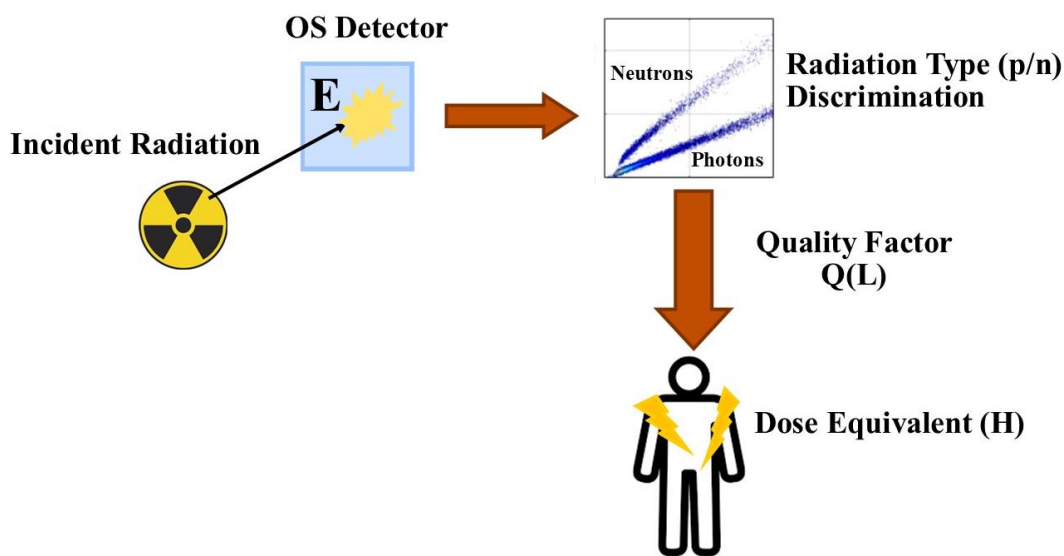 OS Detector
E
Incident Radiation
Neutrons
Photons
Radiation Type (p/n)
Discrimination
Quality Factor
Q(L)
Dose Equivalent (H)